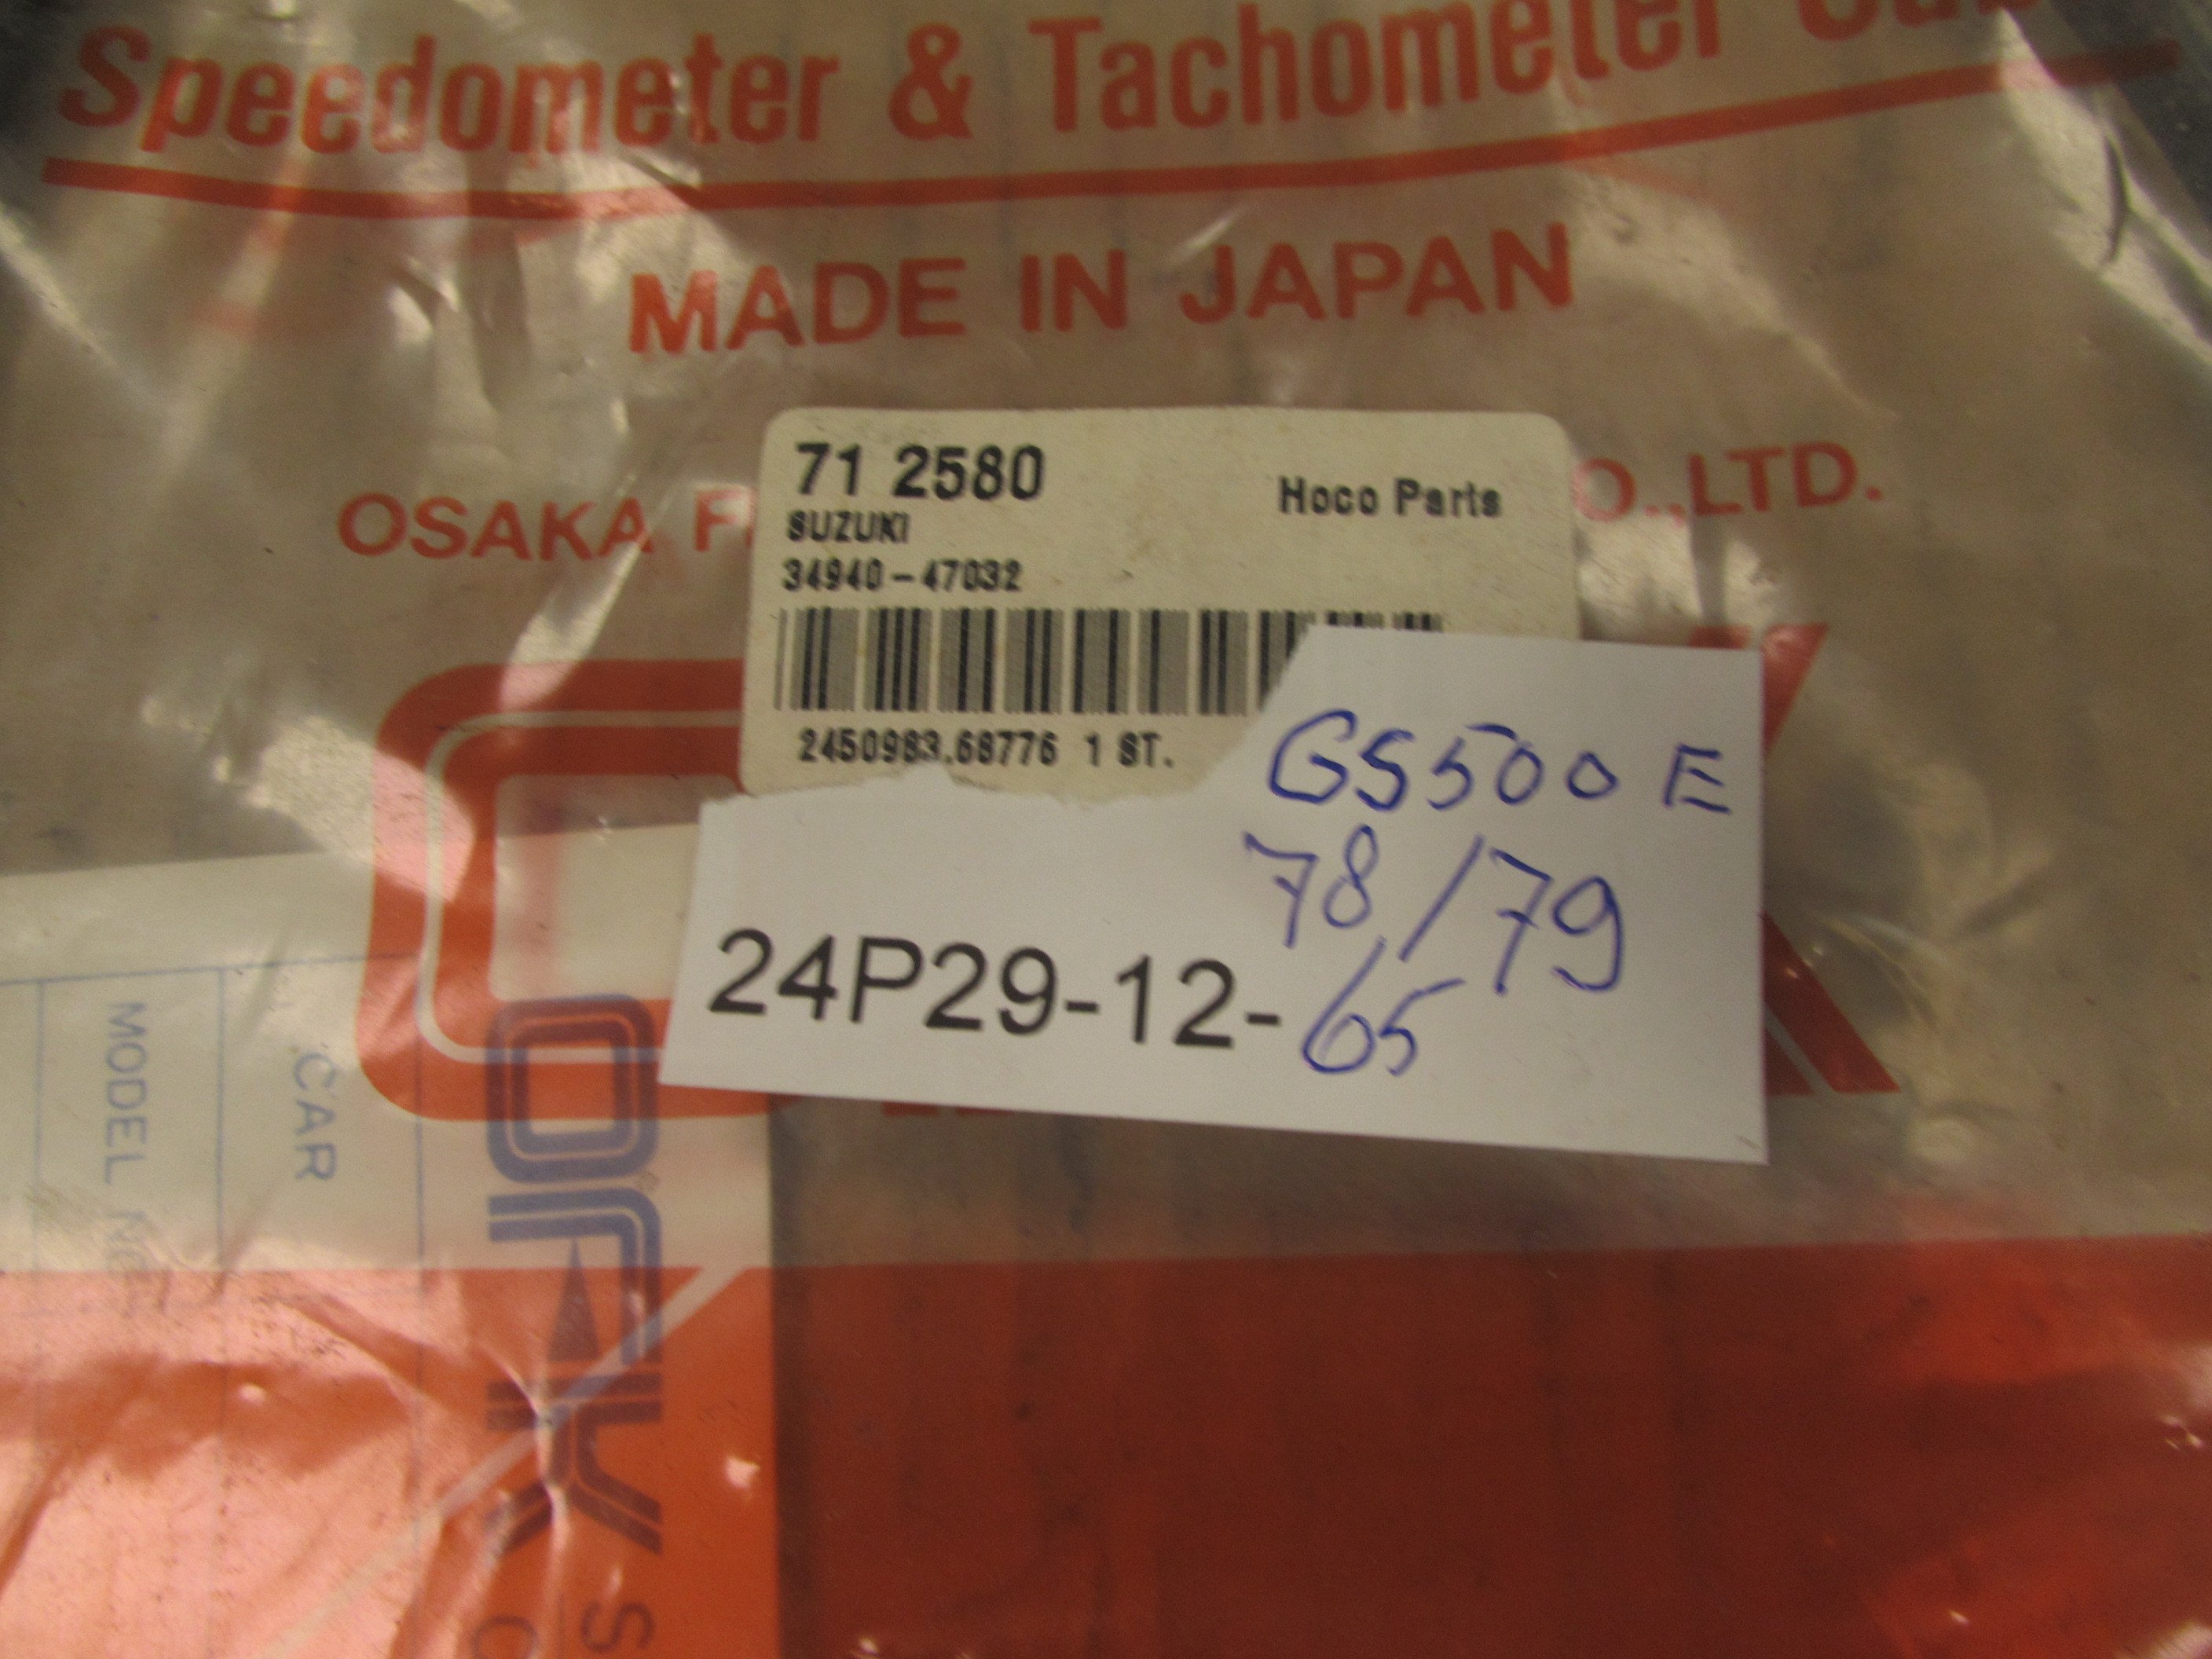 Speedometer & Tachometer
MADE IN JAPAN
OSAKA
O.,LTD.
71 2580
Hoco Parts
SUZUKI
34940-47032
2450983.68776 1 ST.
GS500 E
78/79
24P29-12-65
CAR
MODEL